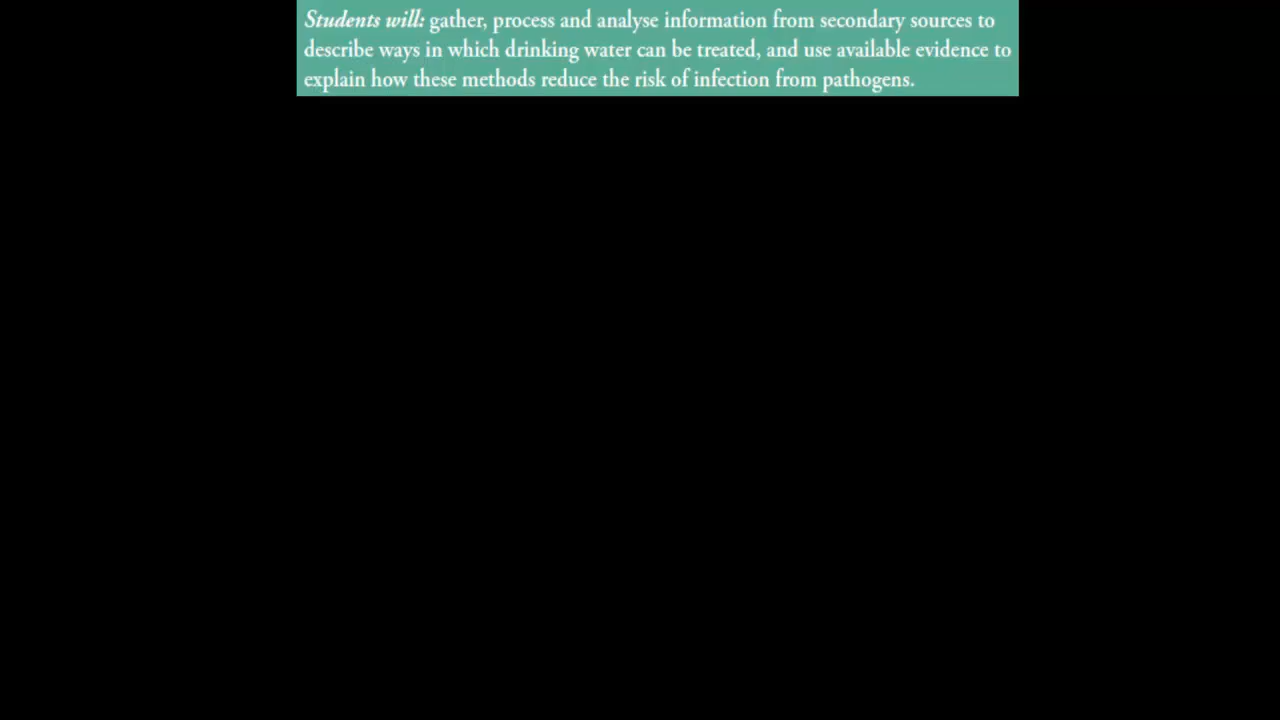 Students will: gather, process and analyse information from secondary sources to
describe ways in which drinking water can be treated, and use available evidence to
explain how these methods reduce the risk of infection from pathogens.